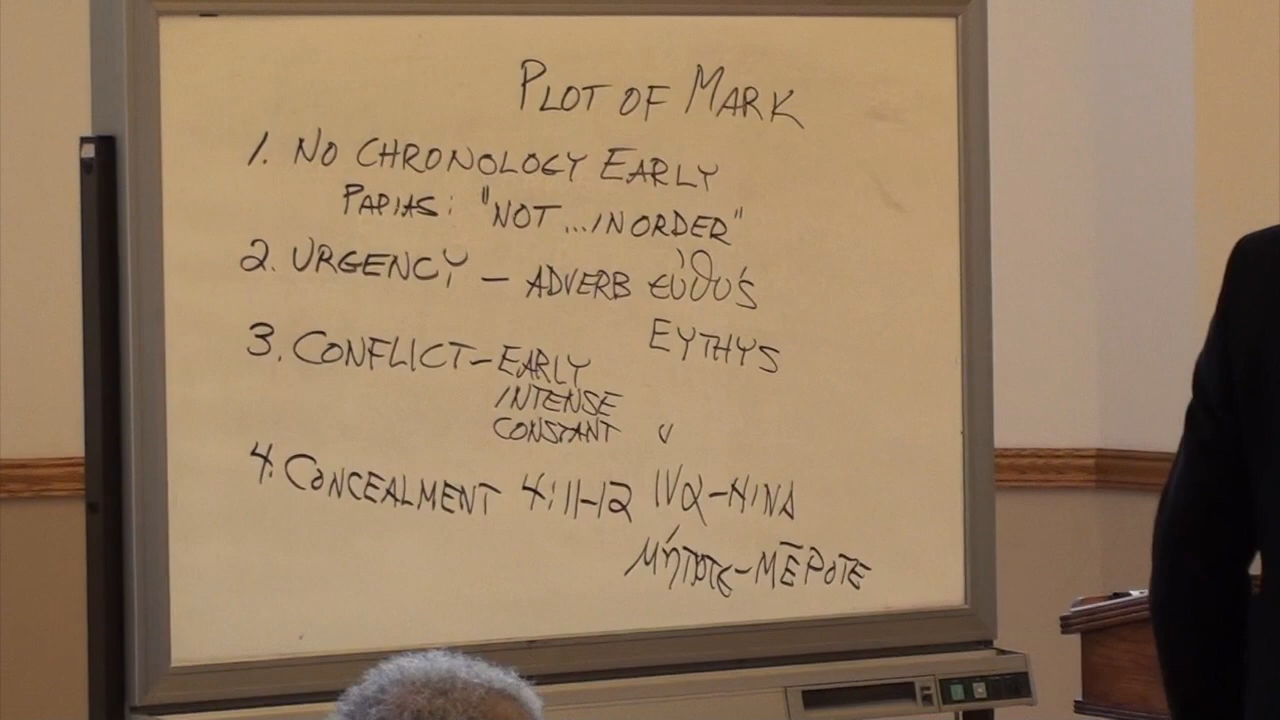 PLOT OF MARK
1. NO CHRONOLOGY EARLY
PAPIAS: "NOT...IN ORDER"
2. URGENCY - ADVERB εὐθύς
EYTHYS
3. CONFLICT - EARLY
INTENSE
CONSTANT
4. CONCEALMENT 4:11-12 ἵνα - HINA
μήποτε - MĒPOTE